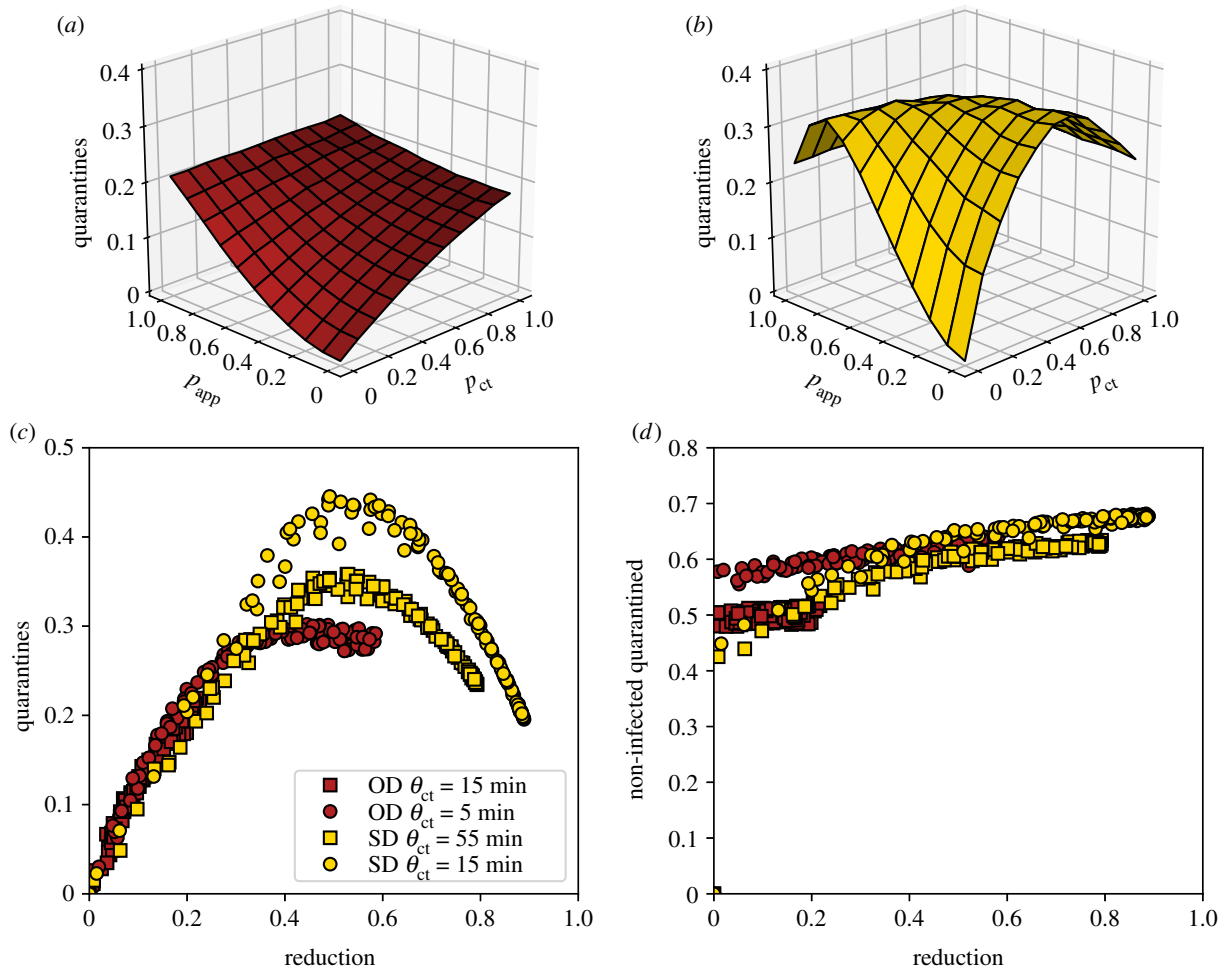 (a)
0.4
0.3
0.2
0.1
0
quarantines
1.0
0.8
0.6
0.4
0.2
0
p_app
0
0.2
0.4
0.6
0.8
1.0
p_ct
(b)
0.4
0.3
0.2
0.1
0
quarantines
1.0
0.8
0.6
0.4
0.2
0
p_app
0
0.2
0.4
0.6
0.8
1.0
p_ct
(c)
0.5
0.4
0.3
0.2
0.1
0
quarantines
OD θ_ct = 15 min
OD θ_ct = 5 min
SD θ_ct = 55 min
SD θ_ct = 15 min
0 0.2 0.4 0.6 0.8 1.0
reduction
(d)
0.8
0.7
0.6
0.5
0.4
0.3
0.2
0.1
0
non-infected quarantined
0 0.2 0.4 0.6 0.8 1.0
reduction